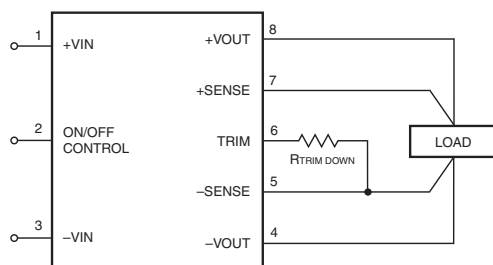 1 +VIN +VOUT 8
+SENSE 7
2 ON/OFF
CONTROL
TRIM 6
RTRIM DOWN
LOAD
–SENSE 5
3 –VIN
–VOUT 4